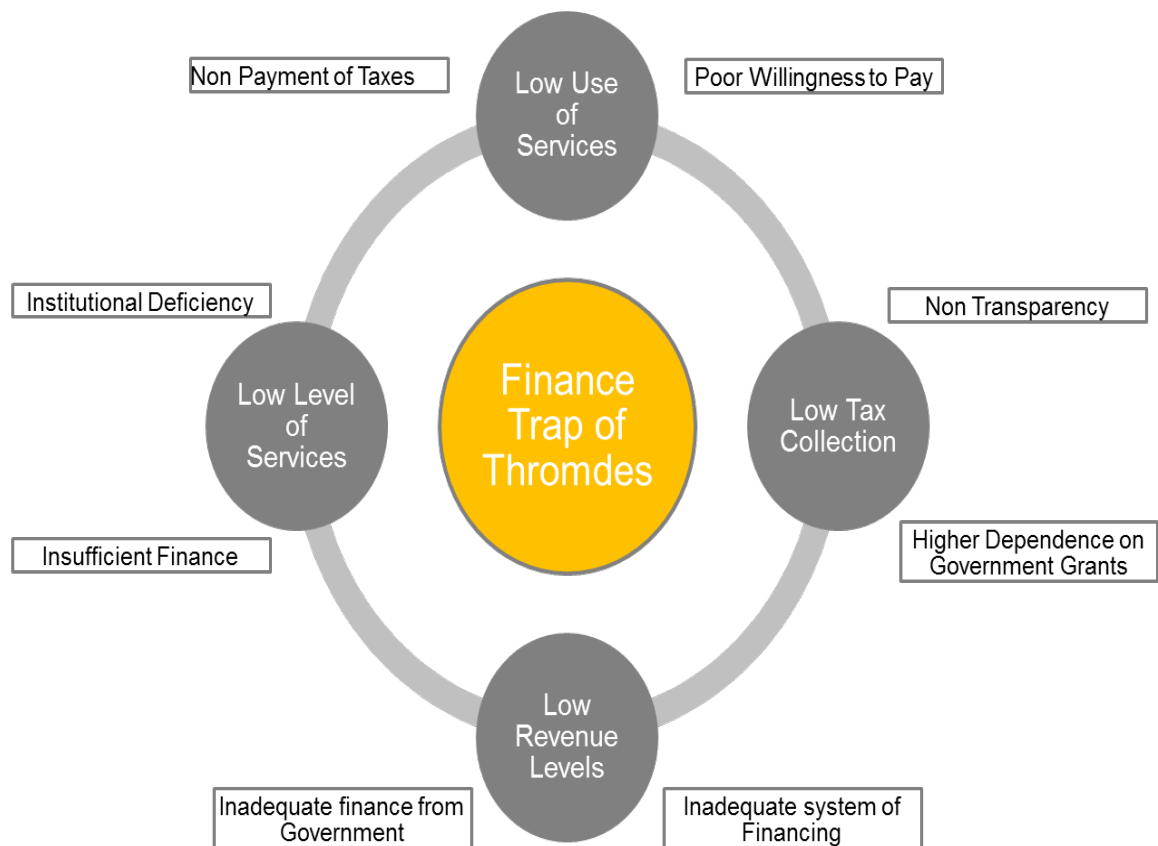 Non Payment of Taxes
Low Use
of
Services
Poor Willingness to Pay
Institutional Deficiency
Non Transparency
Low Level
of
Services
Finance
Trap of
Thromdes
Low Tax
Collection
Insufficient Finance
Higher Dependence on
Government Grants
Low
Revenue
Levels
Inadequate finance from
Government
Inadequate system of
Financing